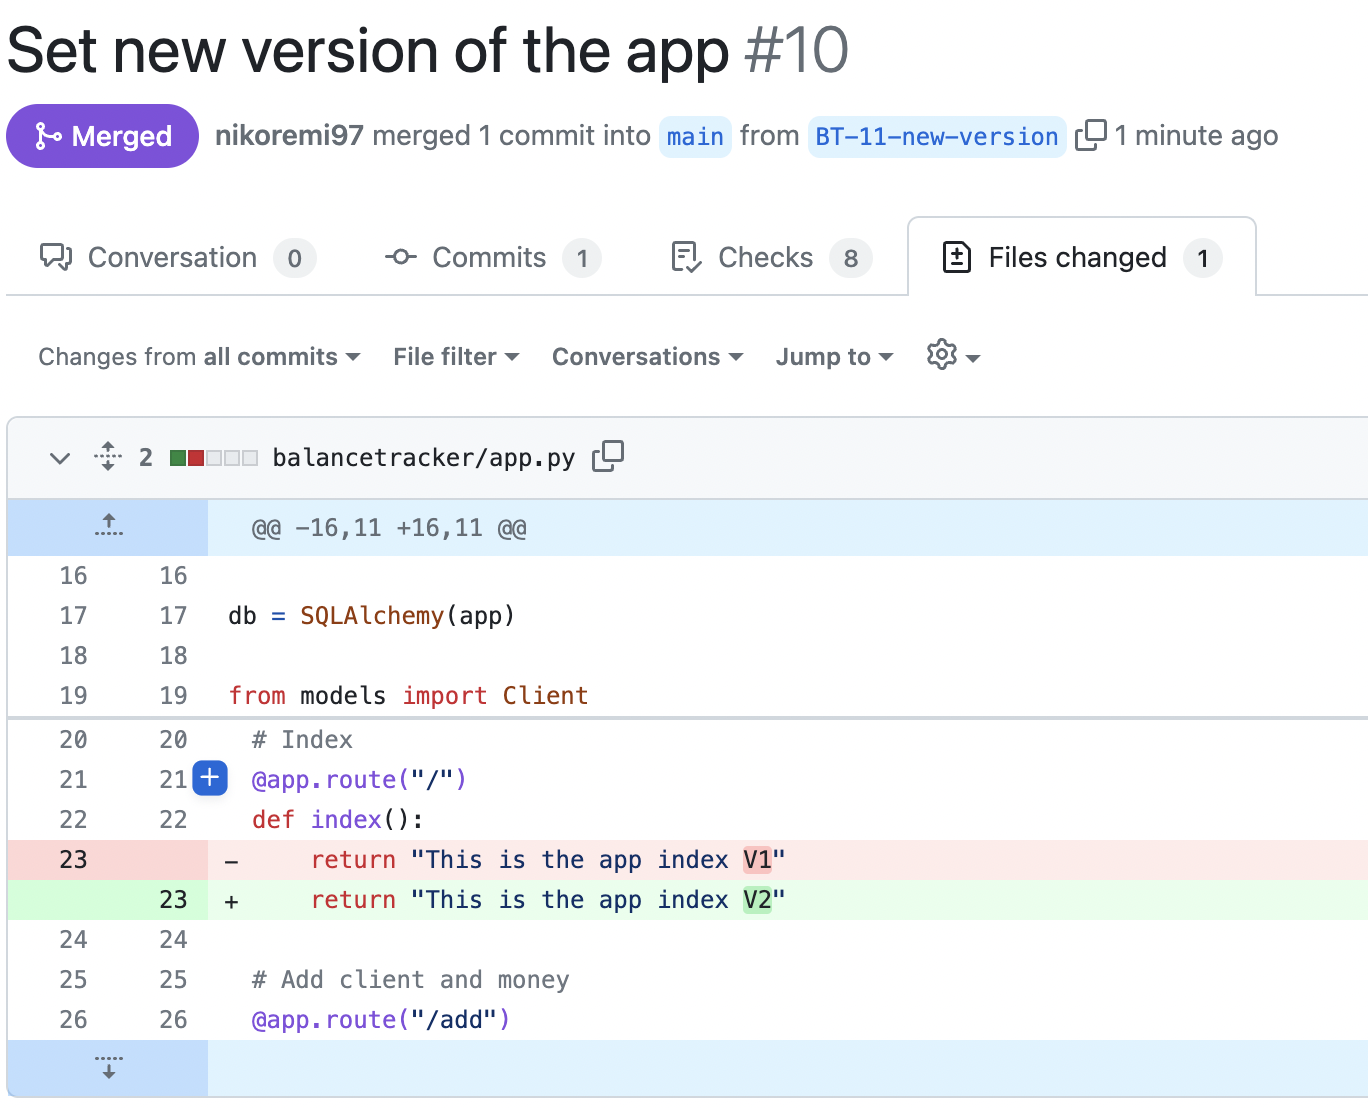 Set new version of the app #10
Merged nikoremi97 merged 1 commit into main from BT-11-new-version 1 minute ago
Conversation 0 Commits 1 Checks 8 Files changed 1
Changes from all commits File filter Conversations Jump to
2 balancetracker/app.py
@@ -16,11 +16,11 @@
16 16
17 17 db = SQLAlchemy(app)
18 18
19 19 from models import Client
20 20 # Index
21 21 + @app.route("/")
22 22 def index():
23 - return "This is the app index V1"
23 + return "This is the app index V2"
24 24
25 25 # Add client and money
26 26 @app.route("/add")